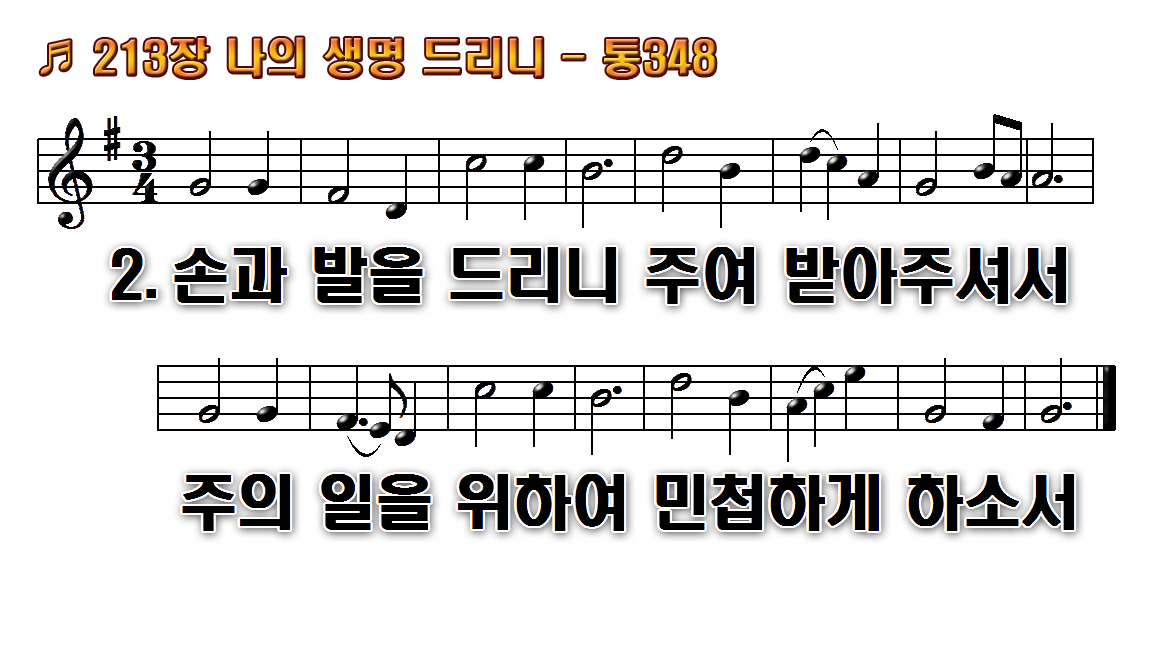 ♬ 213장 나의 생명 드리니 - 통348
3
4
2. 손과 발을 드리니 주여 받아주셔서
주의 일을 위하여 민첩하게 하소서